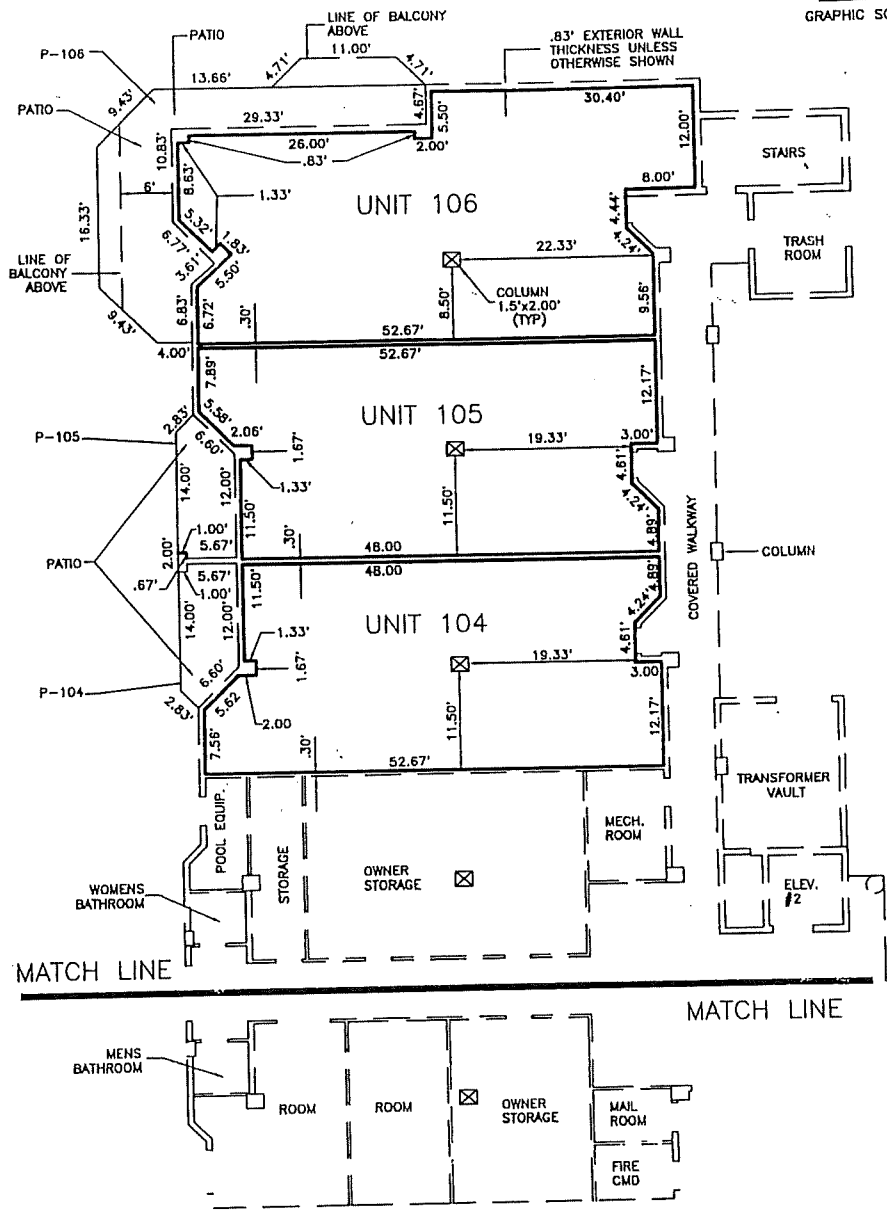 GRAPHIC SC
LINE OF BALCONY
ABOVE
11.00'
4.71'
4.71'
PATIO
P-106
13.66'
.83' EXTERIOR WALL
THICKNESS UNLESS
OTHERWISE SHOWN
9.43'
PATIO
4.67'
5.50'
30.40'
29.33'
26.00'
2.00'
.83'
10.83'
8.63'
12.00'
STAIRS
6'
1.33'
UNIT 106
8.00'
4.44'
16.33'
5.32'
6.77'
1.83'
4.24'
22.33'
TRASH
ROOM
LINE OF
BALCONY
ABOVE
3.61'
5.50'
COLUMN
1.5'x2.00'
(TYP)
8.50'
9.56'
9.43'
6.83'
6.72'
.30'
52.67'
4.00'
52.67'
7.89'
12.17'
UNIT 105
5.58'
2.06'
2.83'
P-105
6.60'
1.67'
19.33'
3.00'
4.61'
1.33'
4.24'
14.00'
12.00'
11.50'
11.50'
4.89'
1.00'
5.67'
2.00'
.30'
48.00
COLUMN
COVERED WALKWAY
PATIO
.67'
5.67'
1.00'
48.00
4.89'
11.50'
4.24'
14.00'
12.00'
UNIT 104
1.33'
1.67'
4.61'
19.33'
3.00
6.60'
P-104
2.83'
5.62
2.00
11.50'
12.17'
7.56'
.30'
52.67'
TRANSFORMER
VAULT
POOL EQUIP.
STORAGE
OWNER
STORAGE
MECH.
ROOM
WOMENS
BATHROOM
ELEV.
#2
MATCH LINE
MATCH LINE
MENS
BATHROOM
ROOM
ROOM
OWNER
STORAGE
MAIL
ROOM
FIRE
CMD